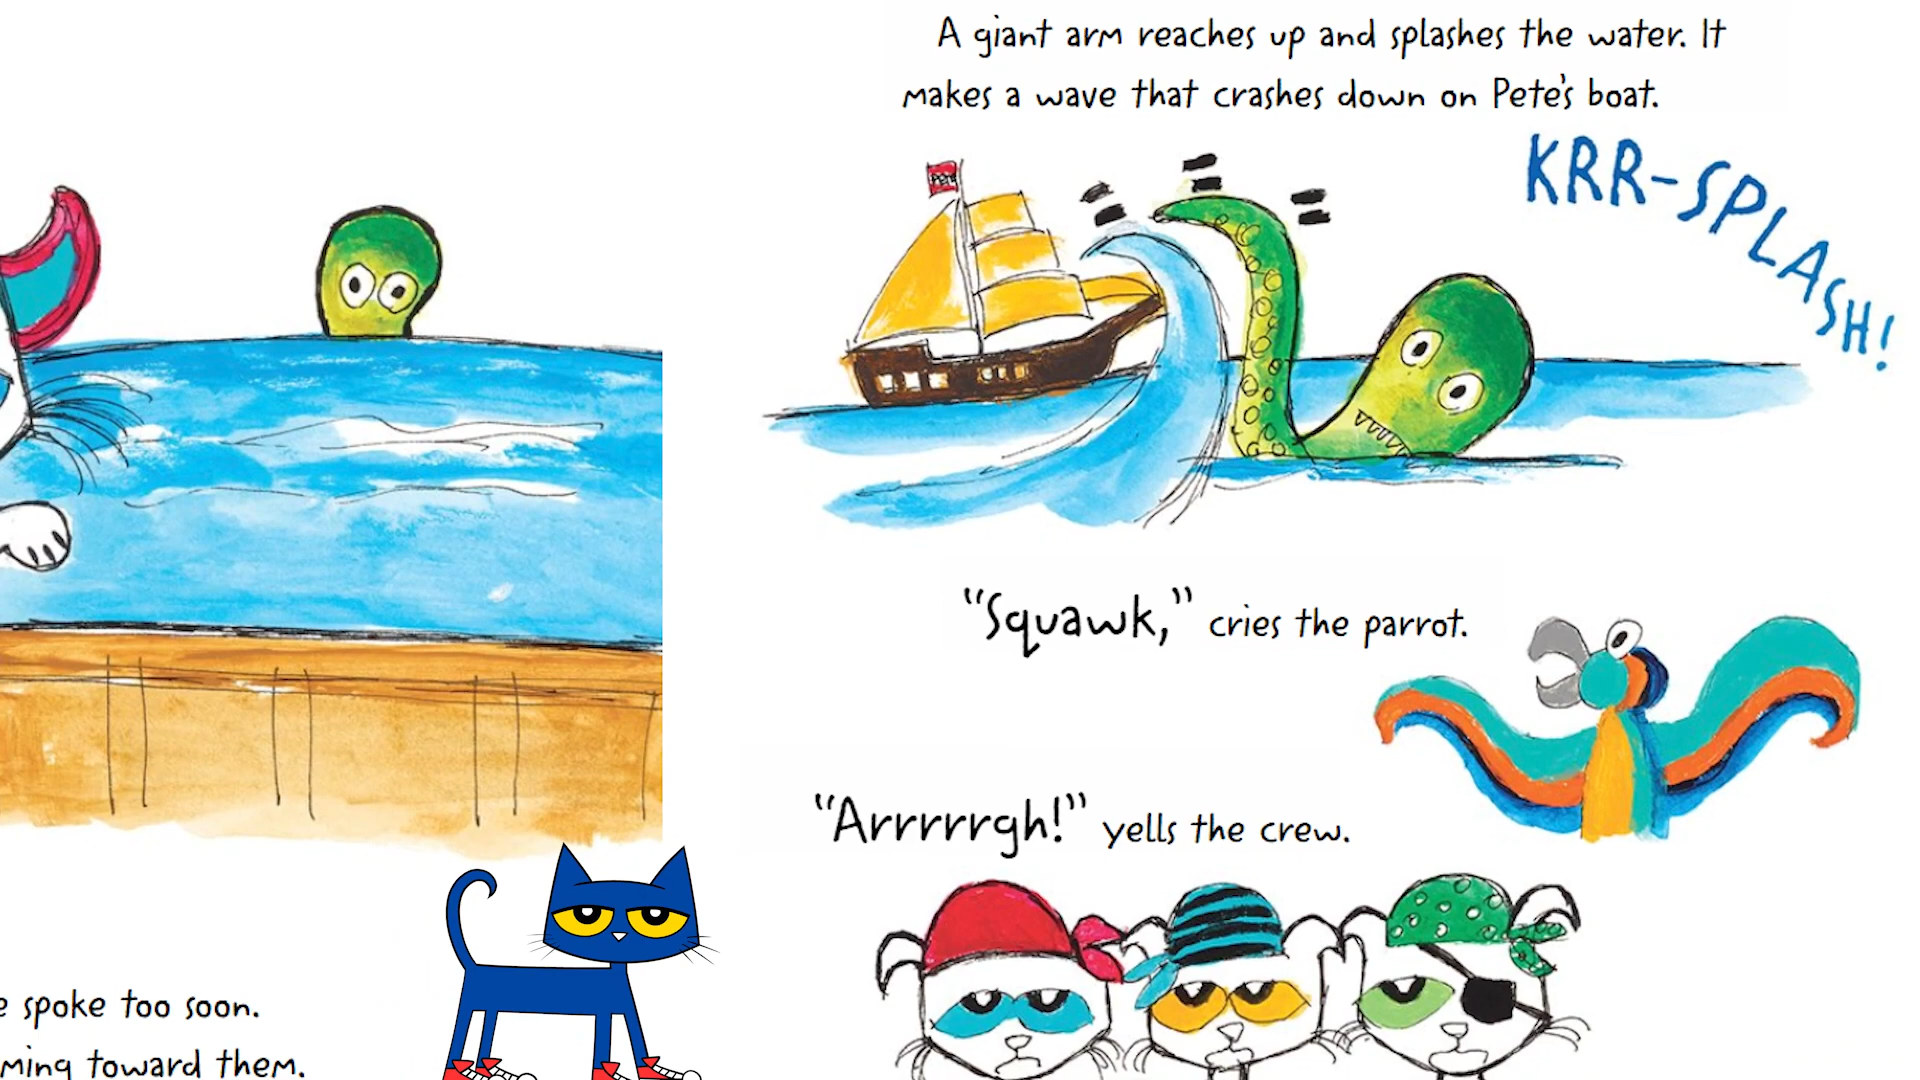 spoke too soon.
toward them.
A giant arm reaches up and splashes the water. It
makes a wave that crashes down on Pete's boat.
KRR-SPLASH!
"Squawk," cries the parrot.
"Arrrrrgh!" yells the crew.